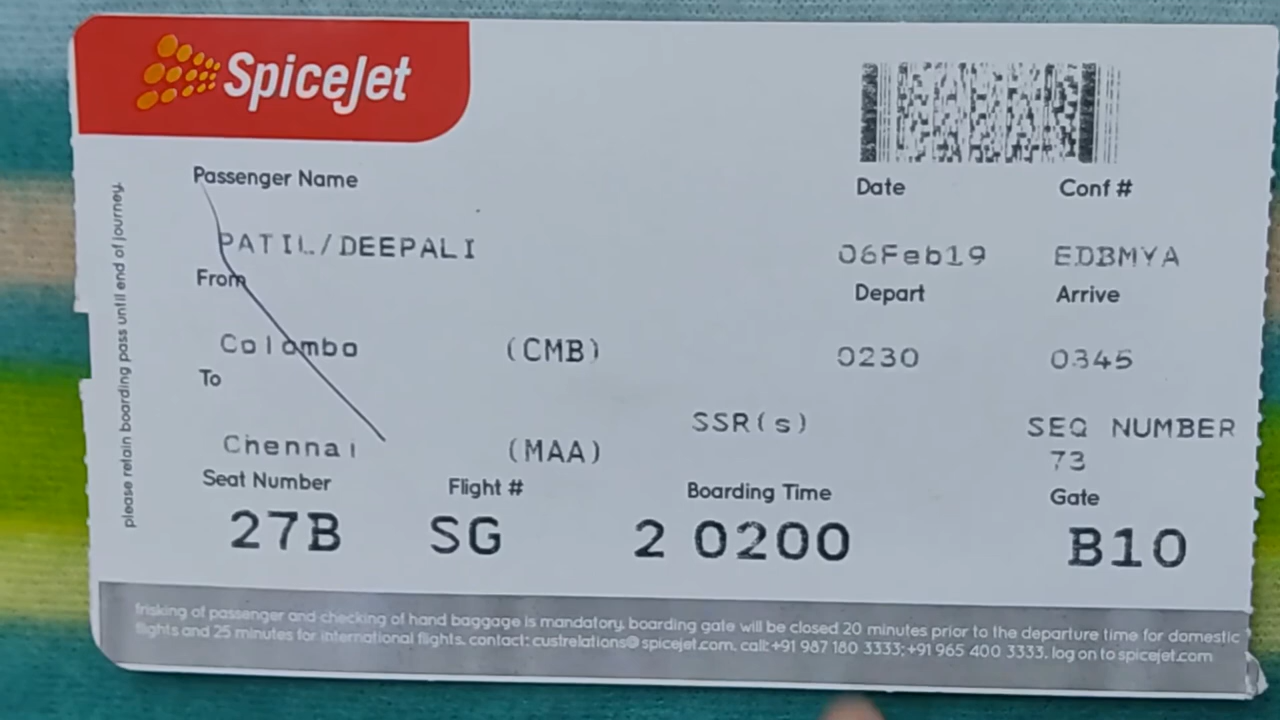 SpiceJet
please retain boarding pass until end of journey.
Passenger Name
PATIL/DEEPALI
Date Conf #
06Feb19 EDBMYA
From
Depart Arrive
Colombo (CMB)
0230 0345
To
SSR(s) SEQ NUMBER
Chennai (MAA)
73
Seat Number Flight # Boarding Time Gate
27B SG 2 0200 B10
frisking of passenger and checking of hand baggage is mandatory. boarding gate will be closed 20 minutes prior to the departure time for domestic
flights and 25 minutes for international flights. contact: custrelations@spicejet.com. call: +91 987 180 3333; +91 965 400 3333. log on to spicejet.com